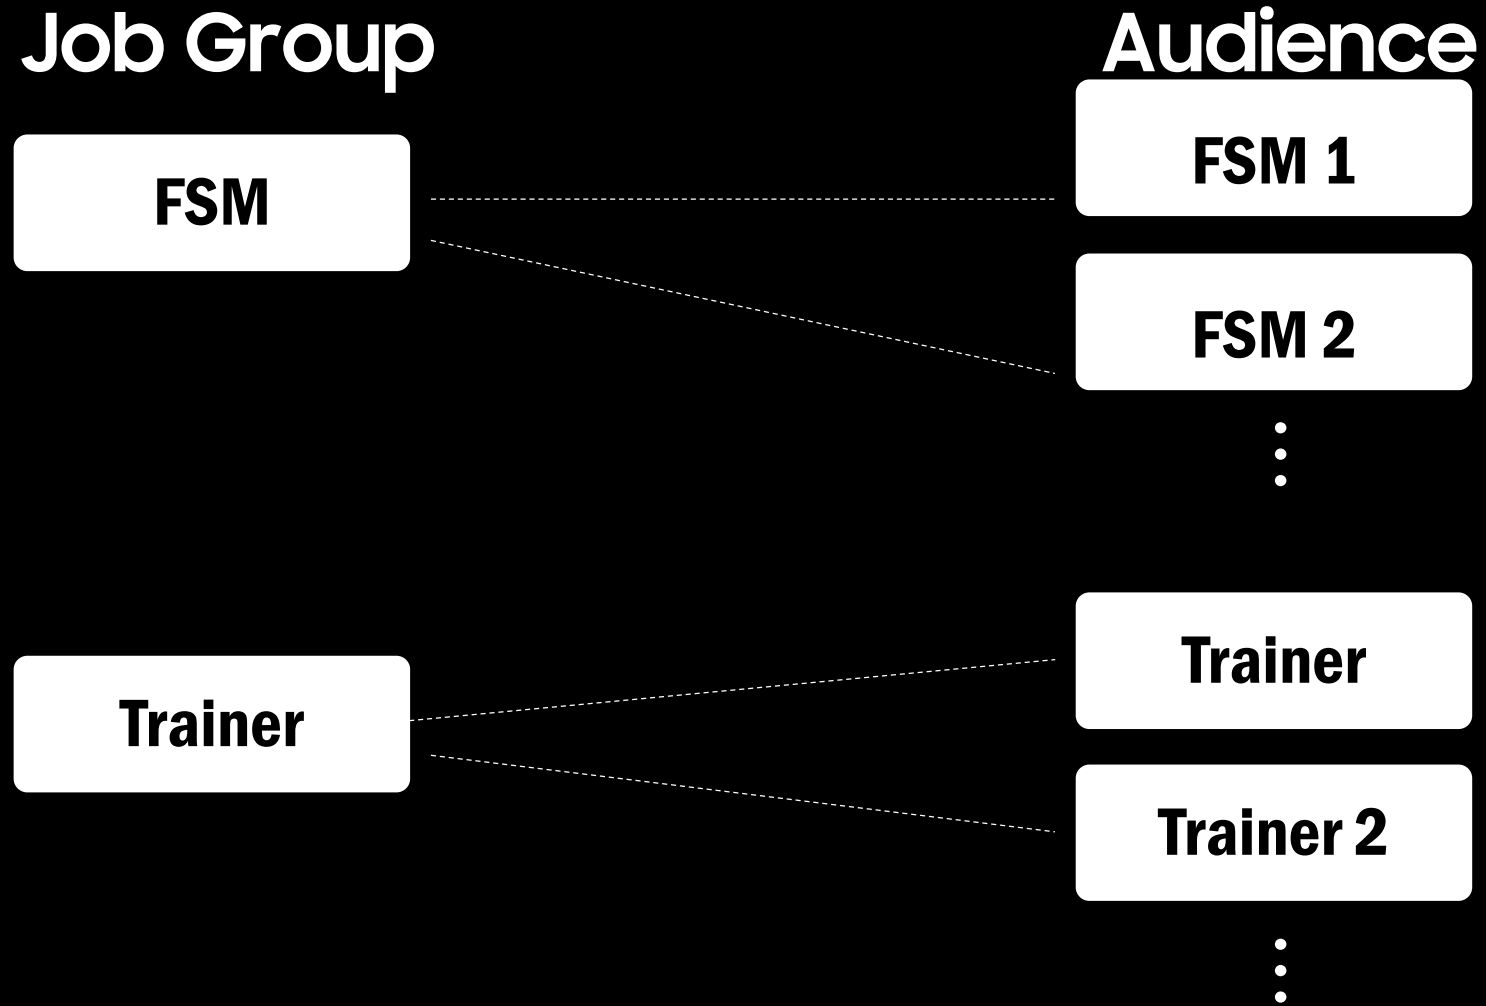 Job Group
Audience
FSM
FSM 1
FSM 2
Trainer
Trainer
Trainer 2